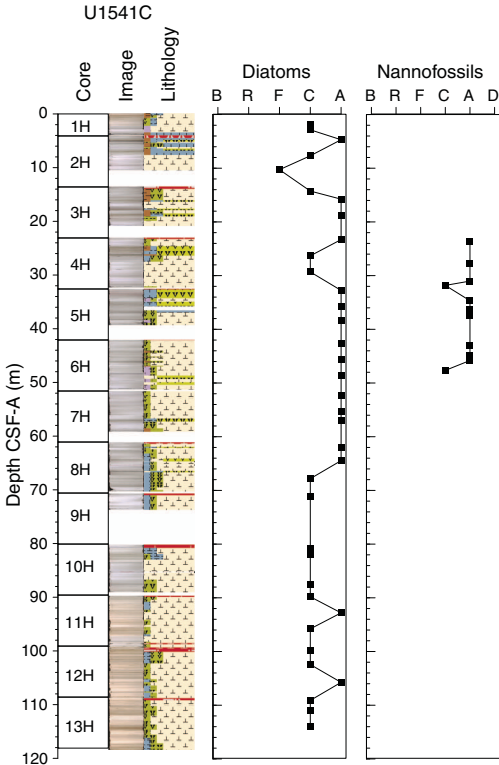 U1541C
Core
Image
Lithology
Diatoms
Nannofossils
B R F C A
B R F C A D
Depth CSF-A (m)
0
10
20
30
40
50
60
70
80
90
100
110
120
1H
2H
3H
4H
5H
6H
7H
8H
9H
10H
11H
12H
13H